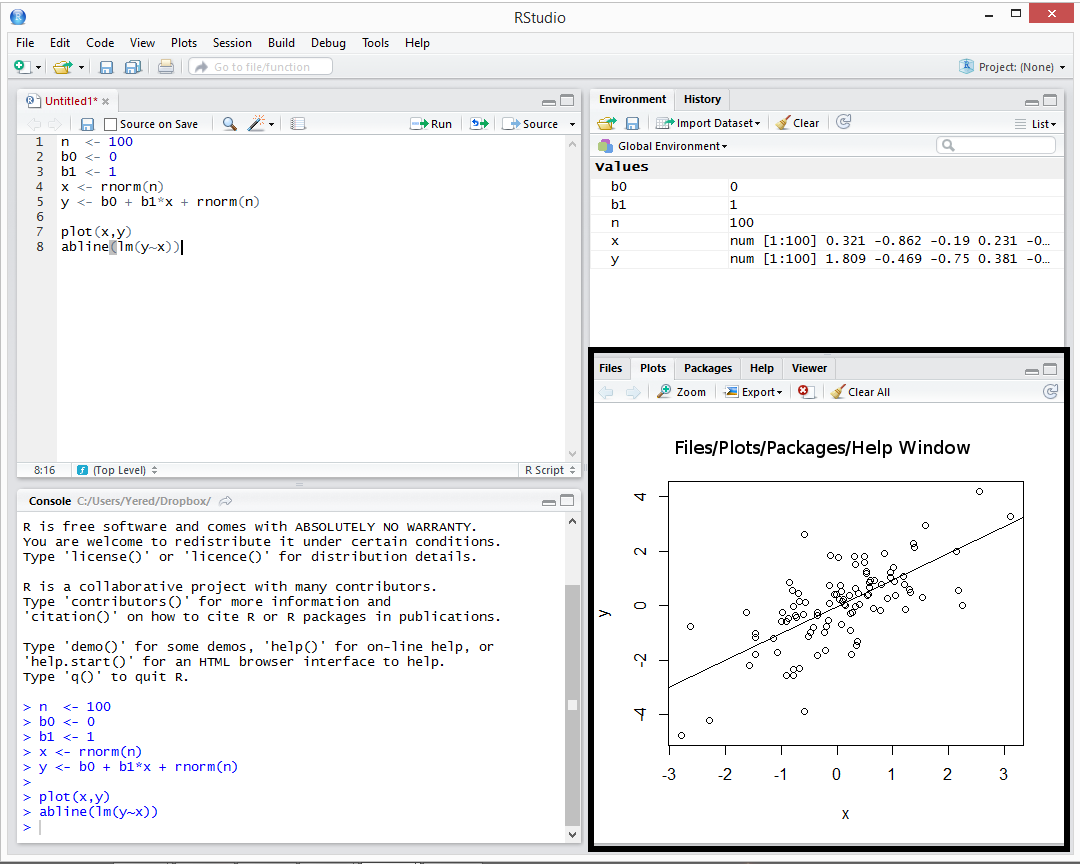 RStudio
File Edit Code View Plots Session Build Debug Tools Help
Go to file/function Project: (None)
Untitled1*
Source on Save Run Source
1 n  <- 100
2 b0 <- 0
3 b1 <- 1
4 x <- rnorm(n)
5 y <- b0 + b1*x + rnorm(n)
6
7 plot(x,y)
8 abline(lm(y~x))
8:16 (Top Level) R Script
Console C:/Users/Yered/Dropbox/
R is free software and comes with ABSOLUTELY NO WARRANTY.
You are welcome to redistribute it under certain conditions.
Type 'license()' or 'licence()' for distribution details.
R is a collaborative project with many contributors.
Type 'contributors()' for more information and
'citation()' on how to cite R or R packages in publications.
Type 'demo()' for some demos, 'help()' for on-line help, or
'help.start()' for an HTML browser interface to help.
Type 'q()' to quit R.
> n  <- 100
> b0 <- 0
> b1 <- 1
> x <- rnorm(n)
> y <- b0 + b1*x + rnorm(n)
>
> plot(x,y)
> abline(lm(y~x))
>
Environment History
Import Dataset Clear List
Global Environment
Values
b0 0
b1 1
n 100
x num [1:100] 0.321 -0.862 -0.19 0.231 -0…
y num [1:100] 1.809 -0.469 -0.75 0.381 -0…
Files Plots Packages Help Viewer
Zoom Export Clear All
Files/Plots/Packages/Help Window
4
2
0
-2
-4
y
-3 -2 -1 0 1 2 3
x